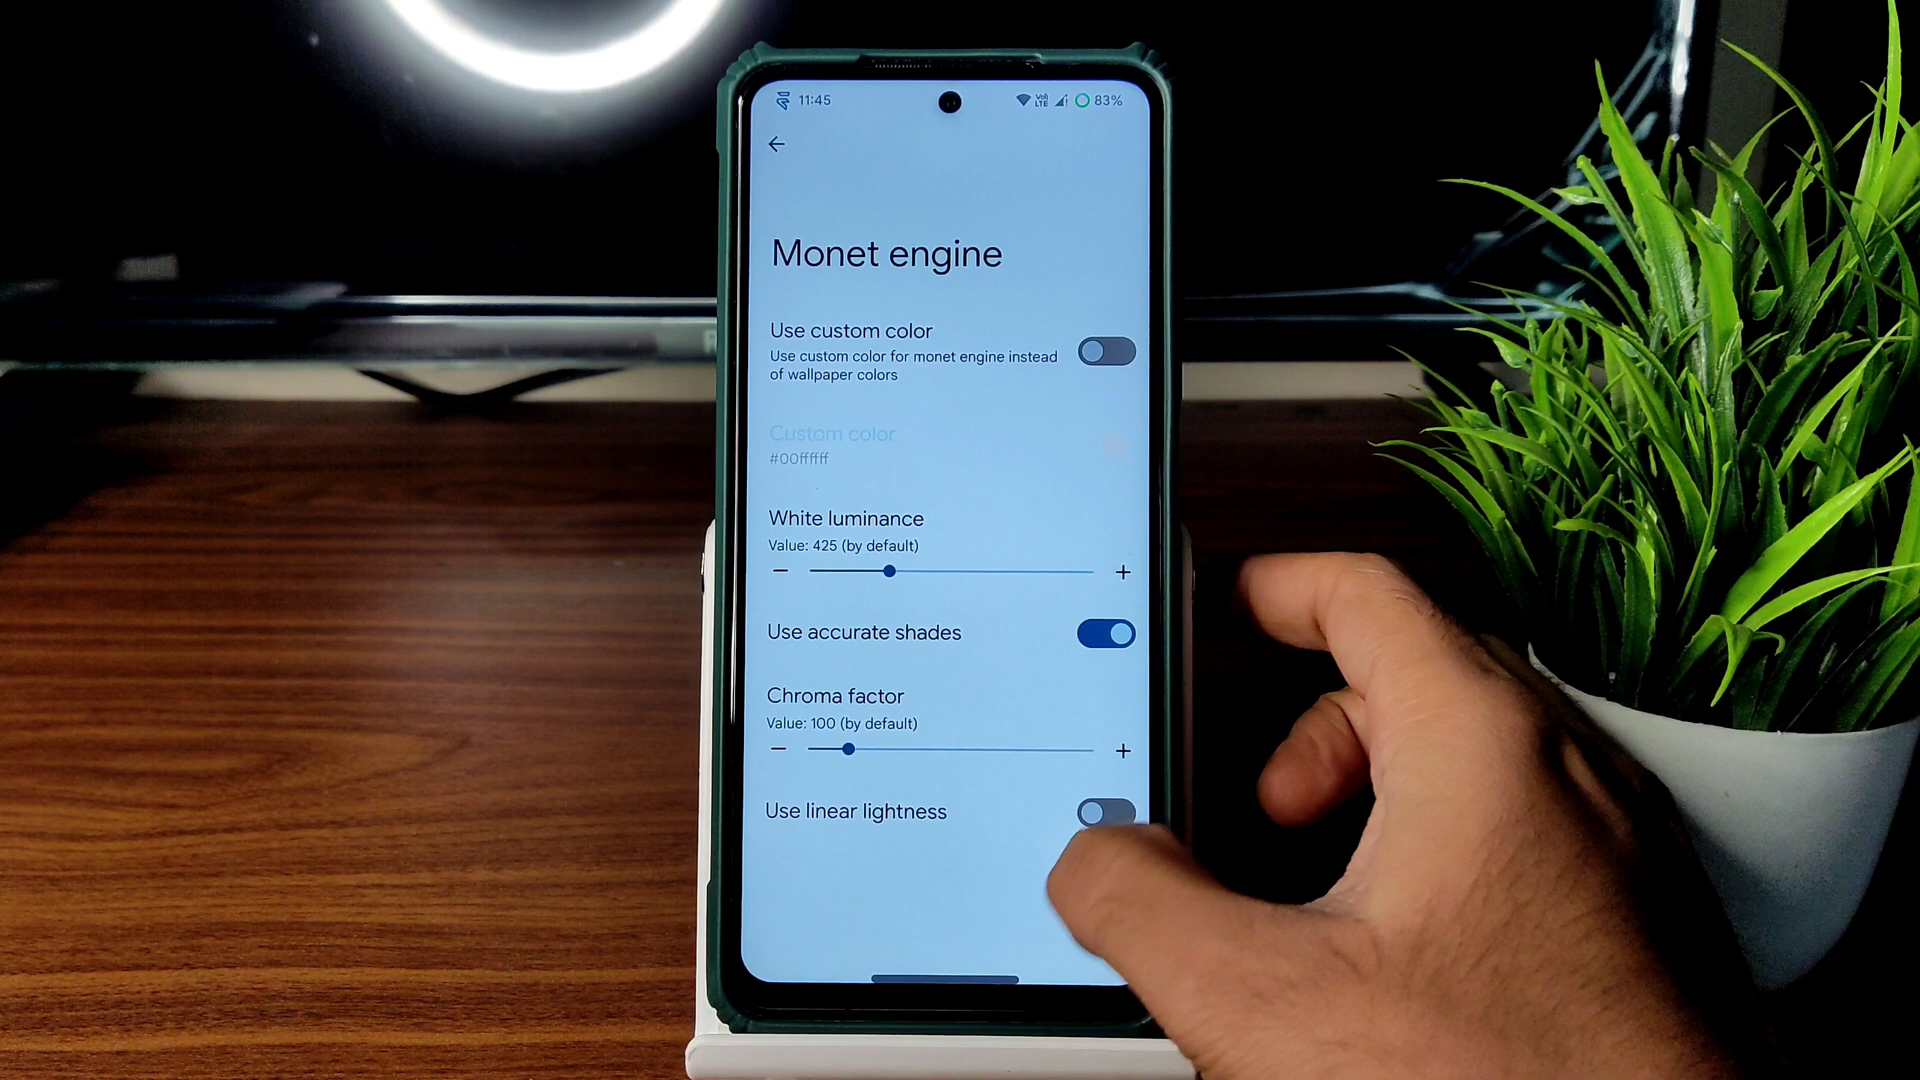 11:45
Vo)
LTE
83%
Monet engine
Use custom color
Use custom color for monet engine instead
of wallpaper colors
Custom color
#00ffffff
White luminance
Value: 425 (by default)
Use accurate shades
Chroma factor
Value: 100 (by default)
Use linear lightness